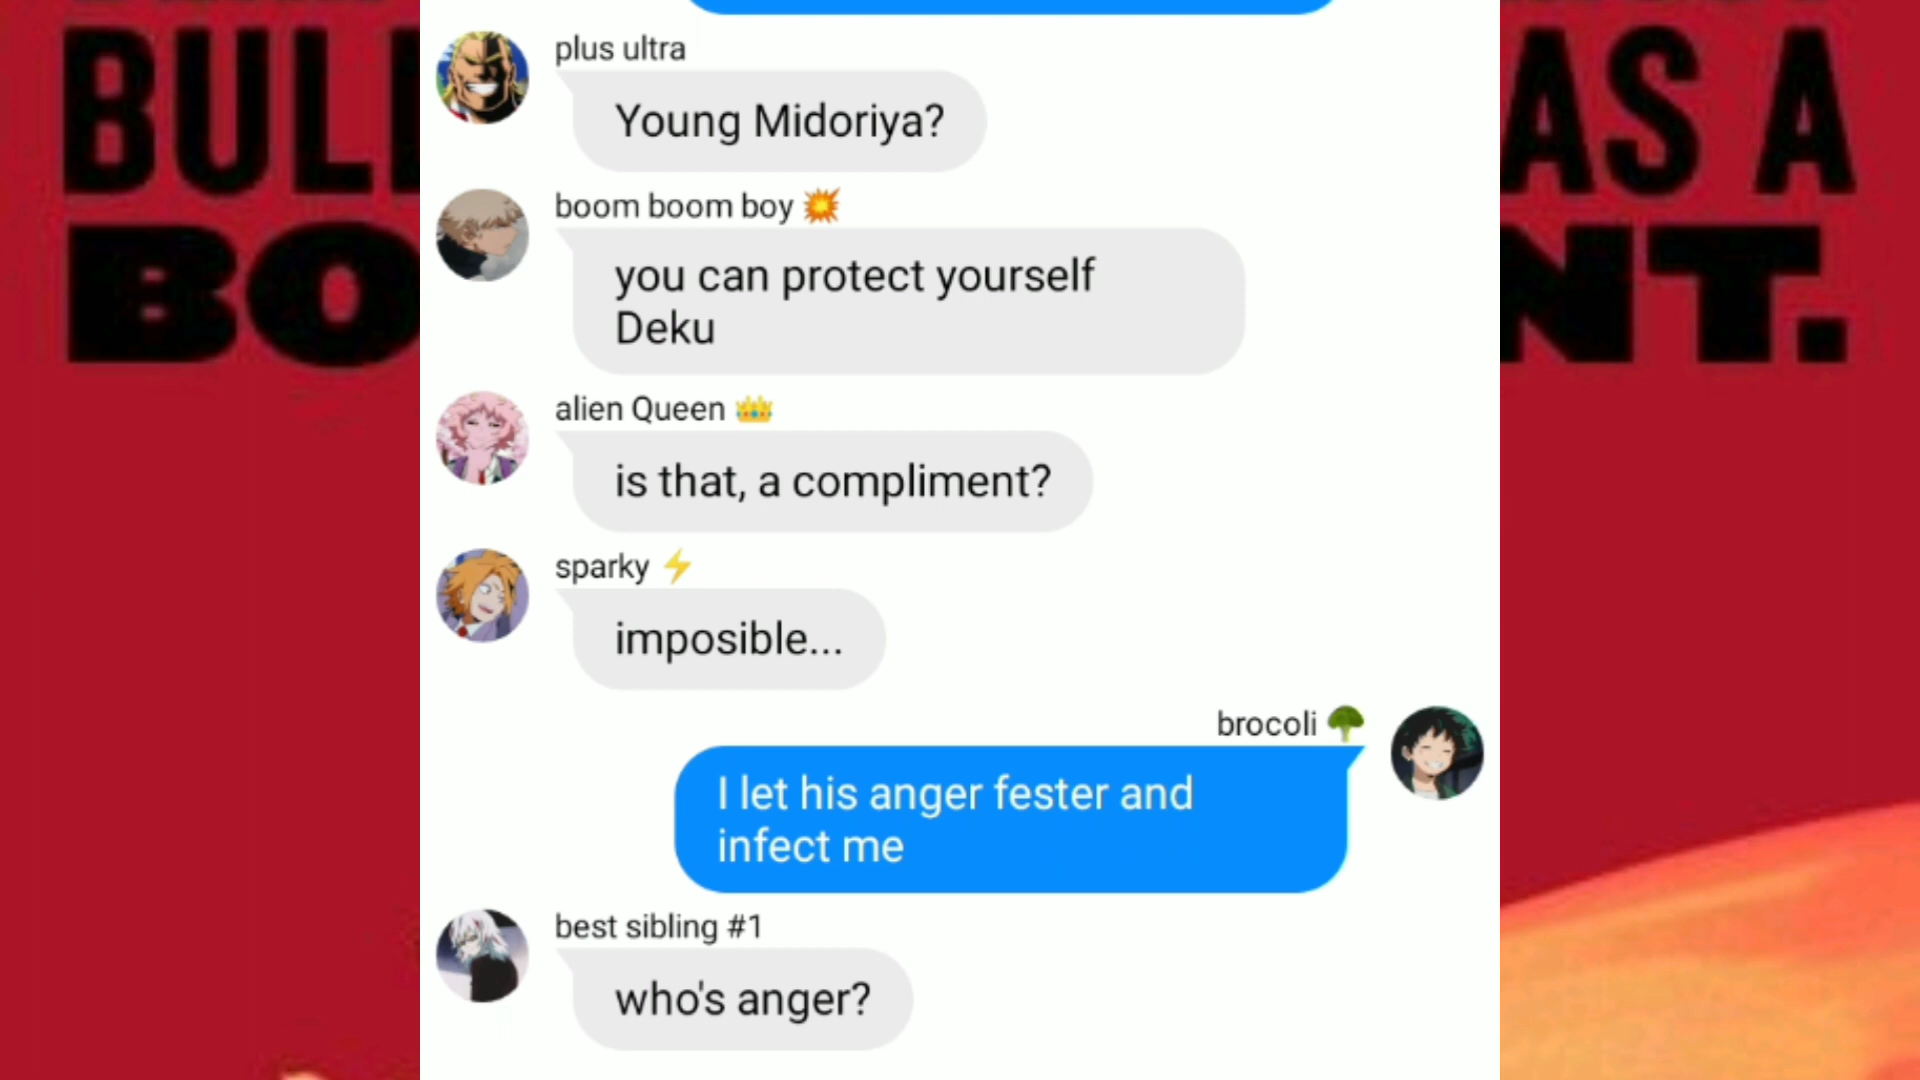 BULL
BO
AS A
NT.
plus ultra
Young Midoriya?
boom boom boy 💥
you can protect yourself
Deku
alien Queen 👑
is that, a compliment?
sparky ⚡
imposible...
brocoli 🥦
I let his anger fester and
infect me
best sibling #1
who's anger?